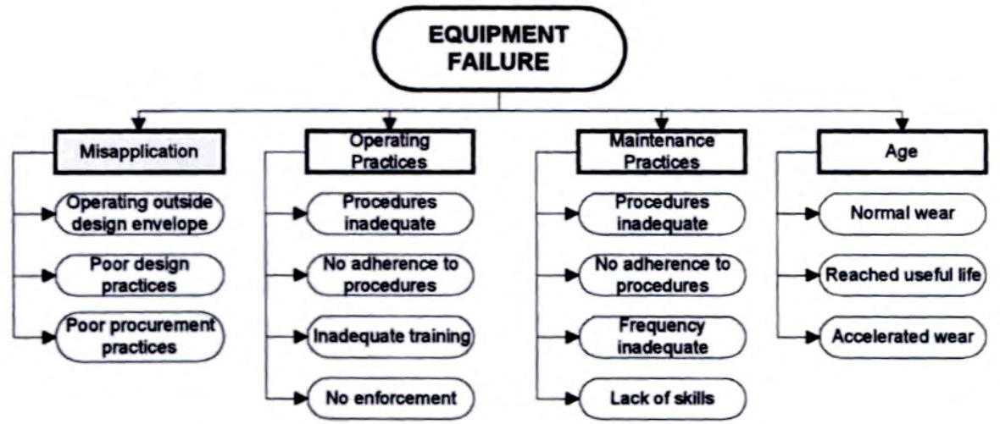 EQUIPMENT
FAILURE
Misapplication
Operating outside
design envelope
Poor design
practices
Poor procurement
practices
Operating
Practices
Procedures
inadequate
No adherence to
procedures
Inadequate training
No enforcement
Maintenance
Practices
Procedures
inadequate
No adherence to
procedures
Frequency
inadequate
Lack of skills
Age
Normal wear
Reached useful life
Accelerated wear